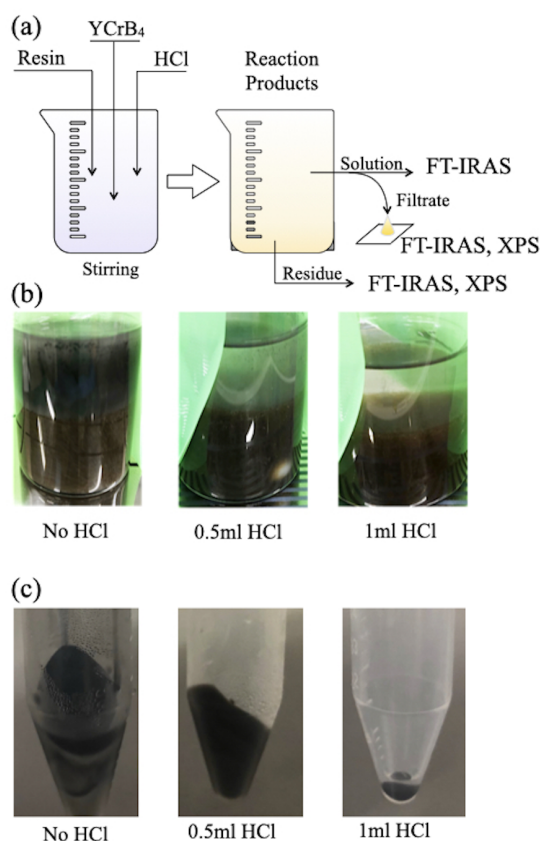 (a)
YCrB₄
Resin
HCl
Reaction
Products
Stirring
Solution
FT-IRAS
Filtrate
FT-IRAS, XPS
Residue
FT-IRAS, XPS
(b)
No HCl
0.5ml HCl
1ml HCl
(c)
No HCl
0.5ml HCl
1ml HCl